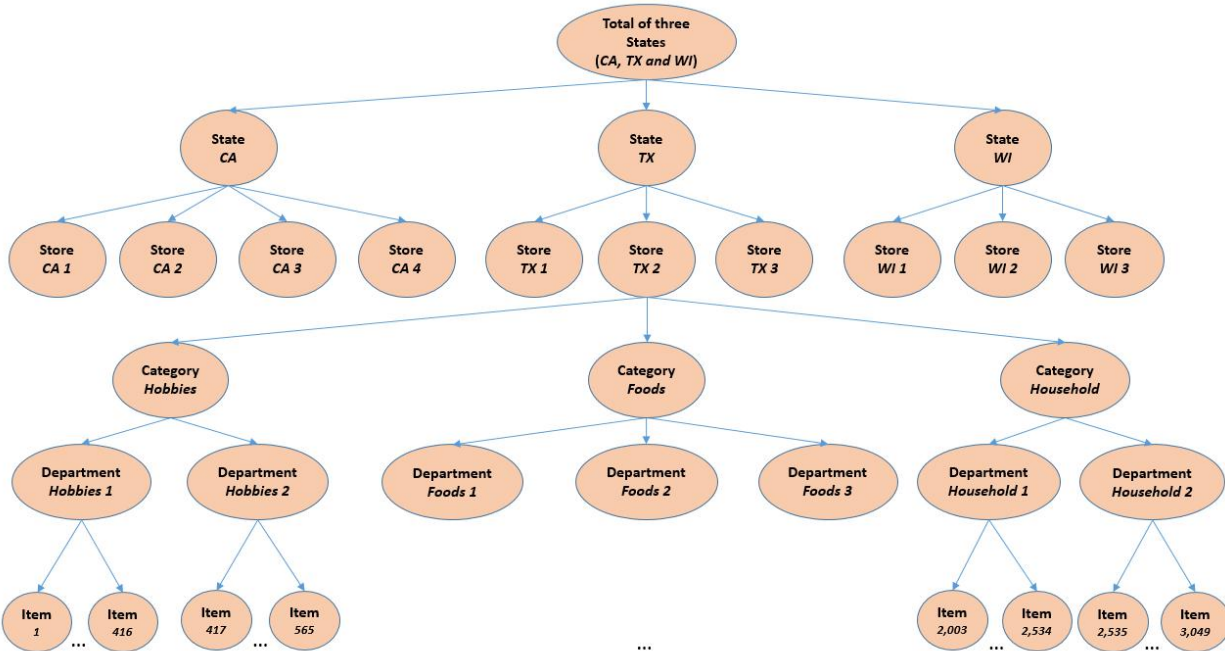 Total of three
States
(CA, TX and WI)
State
CA
State
TX
State
WI
Store
CA 1
Store
CA 2
Store
CA 3
Store
CA 4
Store
TX 1
Store
TX 2
Store
TX 3
Store
WI 1
Store
WI 2
Store
WI 3
Category
Hobbies
Category
Foods
Category
Household
Department
Hobbies 1
Department
Hobbies 2
Department
Foods 1
Department
Foods 2
Department
Foods 3
Department
Household 1
Department
Household 2
Item
1
...
Item
416
Item
417
...
Item
565
...
Item
2,003
...
Item
2,534
Item
2,535
...
Item
3,049